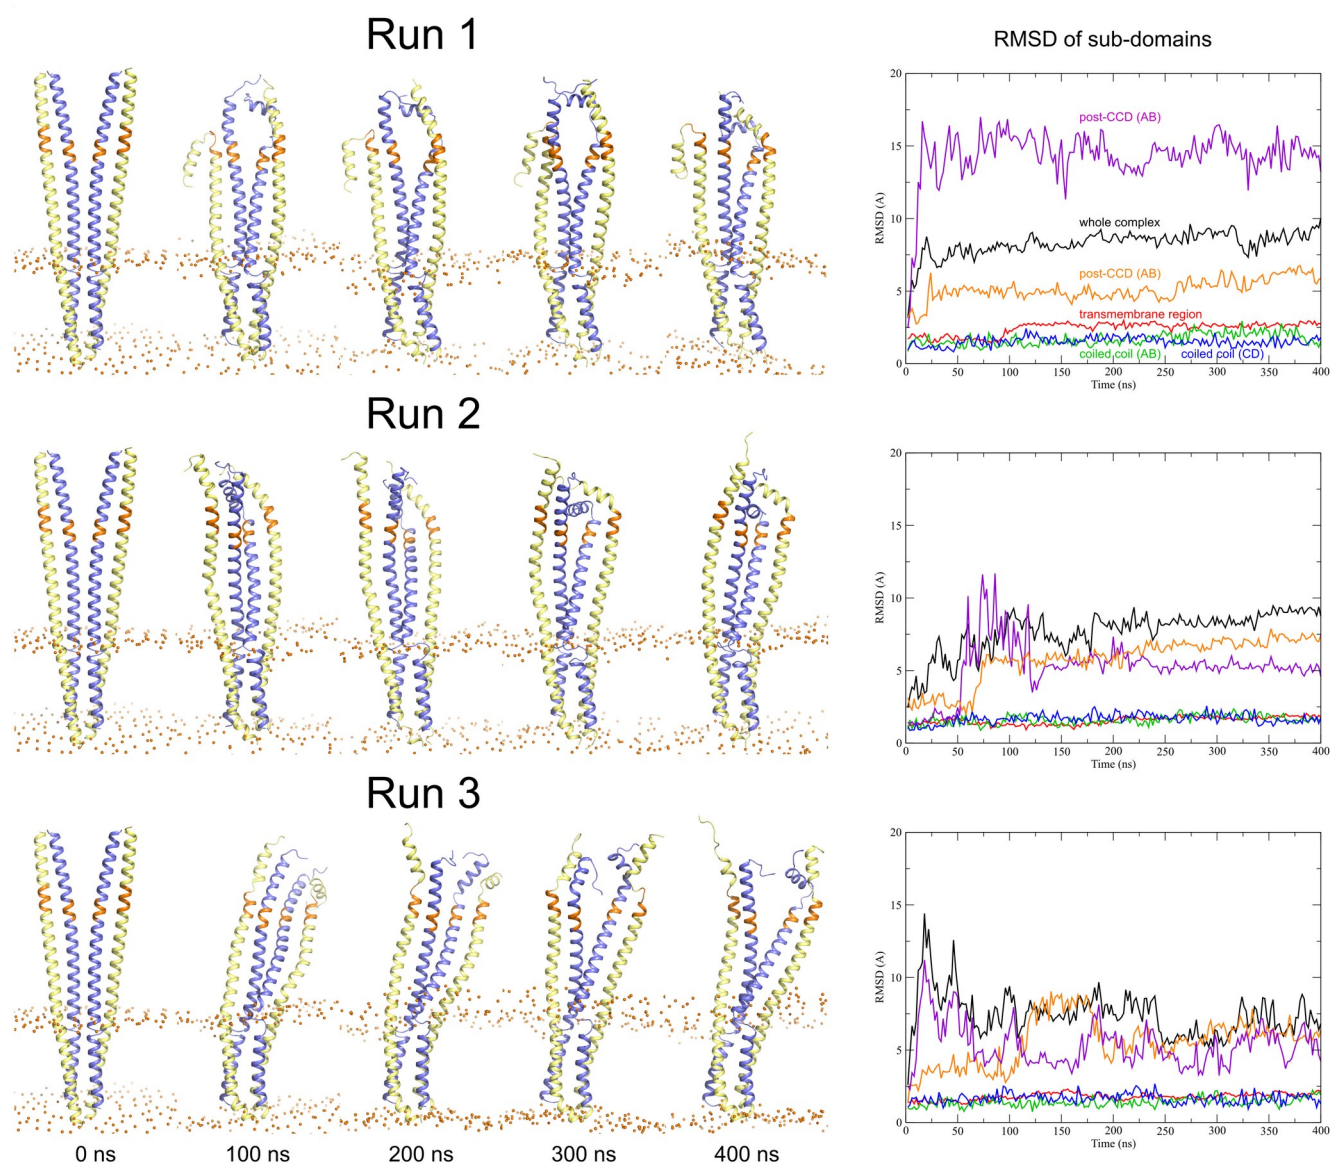 Run 1
RMSD of sub-domains
20
15
10
5
0
RMSD (A)
post-CCD (AB)
whole complex
post-CCD (AB)
transmembrane region
coiled coil (AB) coiled coil (CD)
0 50 100 150 200 250 300 350 400
Time (ns)
Run 2
20
15
10
5
0
RMSD (A)
0 50 100 150 200 250 300 350 400
Time (ns)
Run 3
20
15
10
5
0
RMSD (A)
0 50 100 150 200 250 300 350 400
Time (ns)
0 ns 100 ns 200 ns 300 ns 400 ns